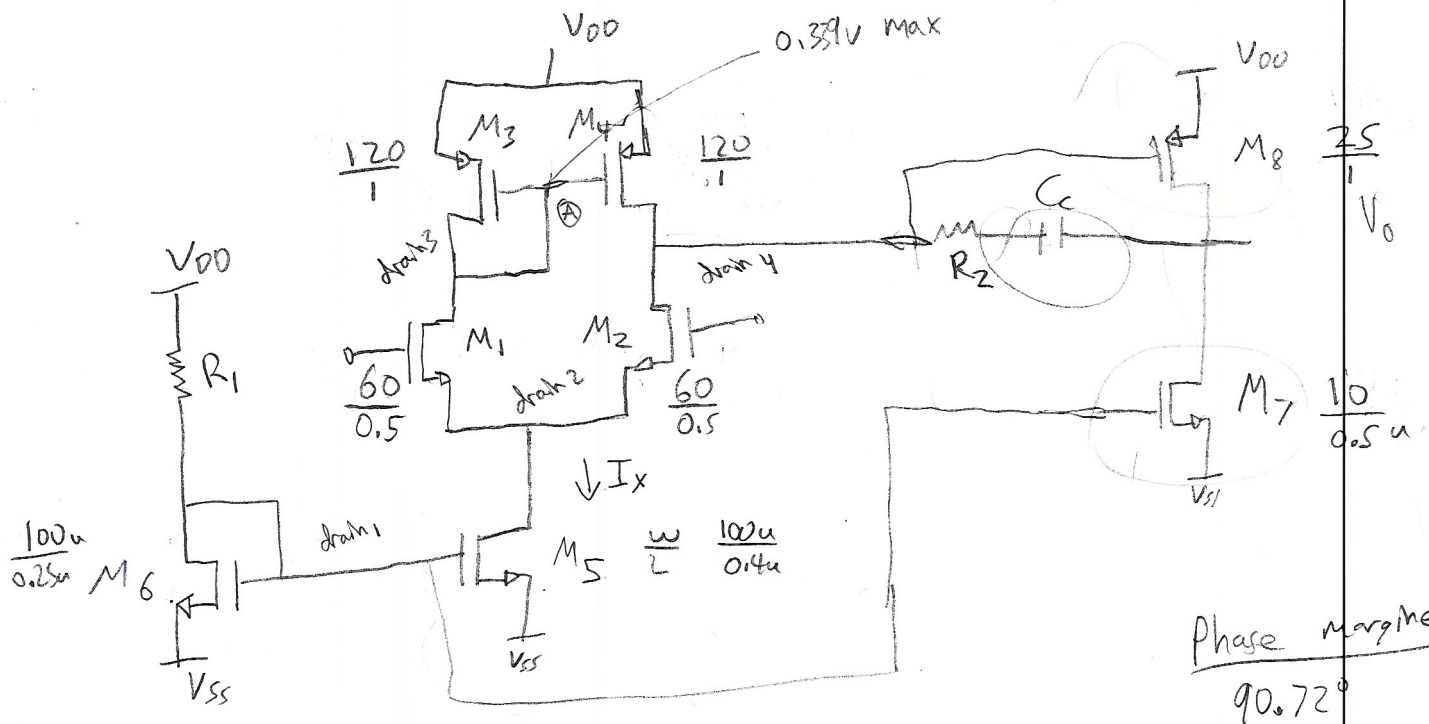 VDD
0.339V max
VDD
M3
M4
120
1
120
.1
A
M8
25
1
Cc
V0
VDD
drain3
drain4
R2
R1
M1
M2
60
0.5
drain2
60
0.5
M7
10
0.5u
VSS
Ix
100u
0.25u
M6
drain1
M5
W
L
100u
0.4u
VSS
VSS
Phase Margine
90.72°